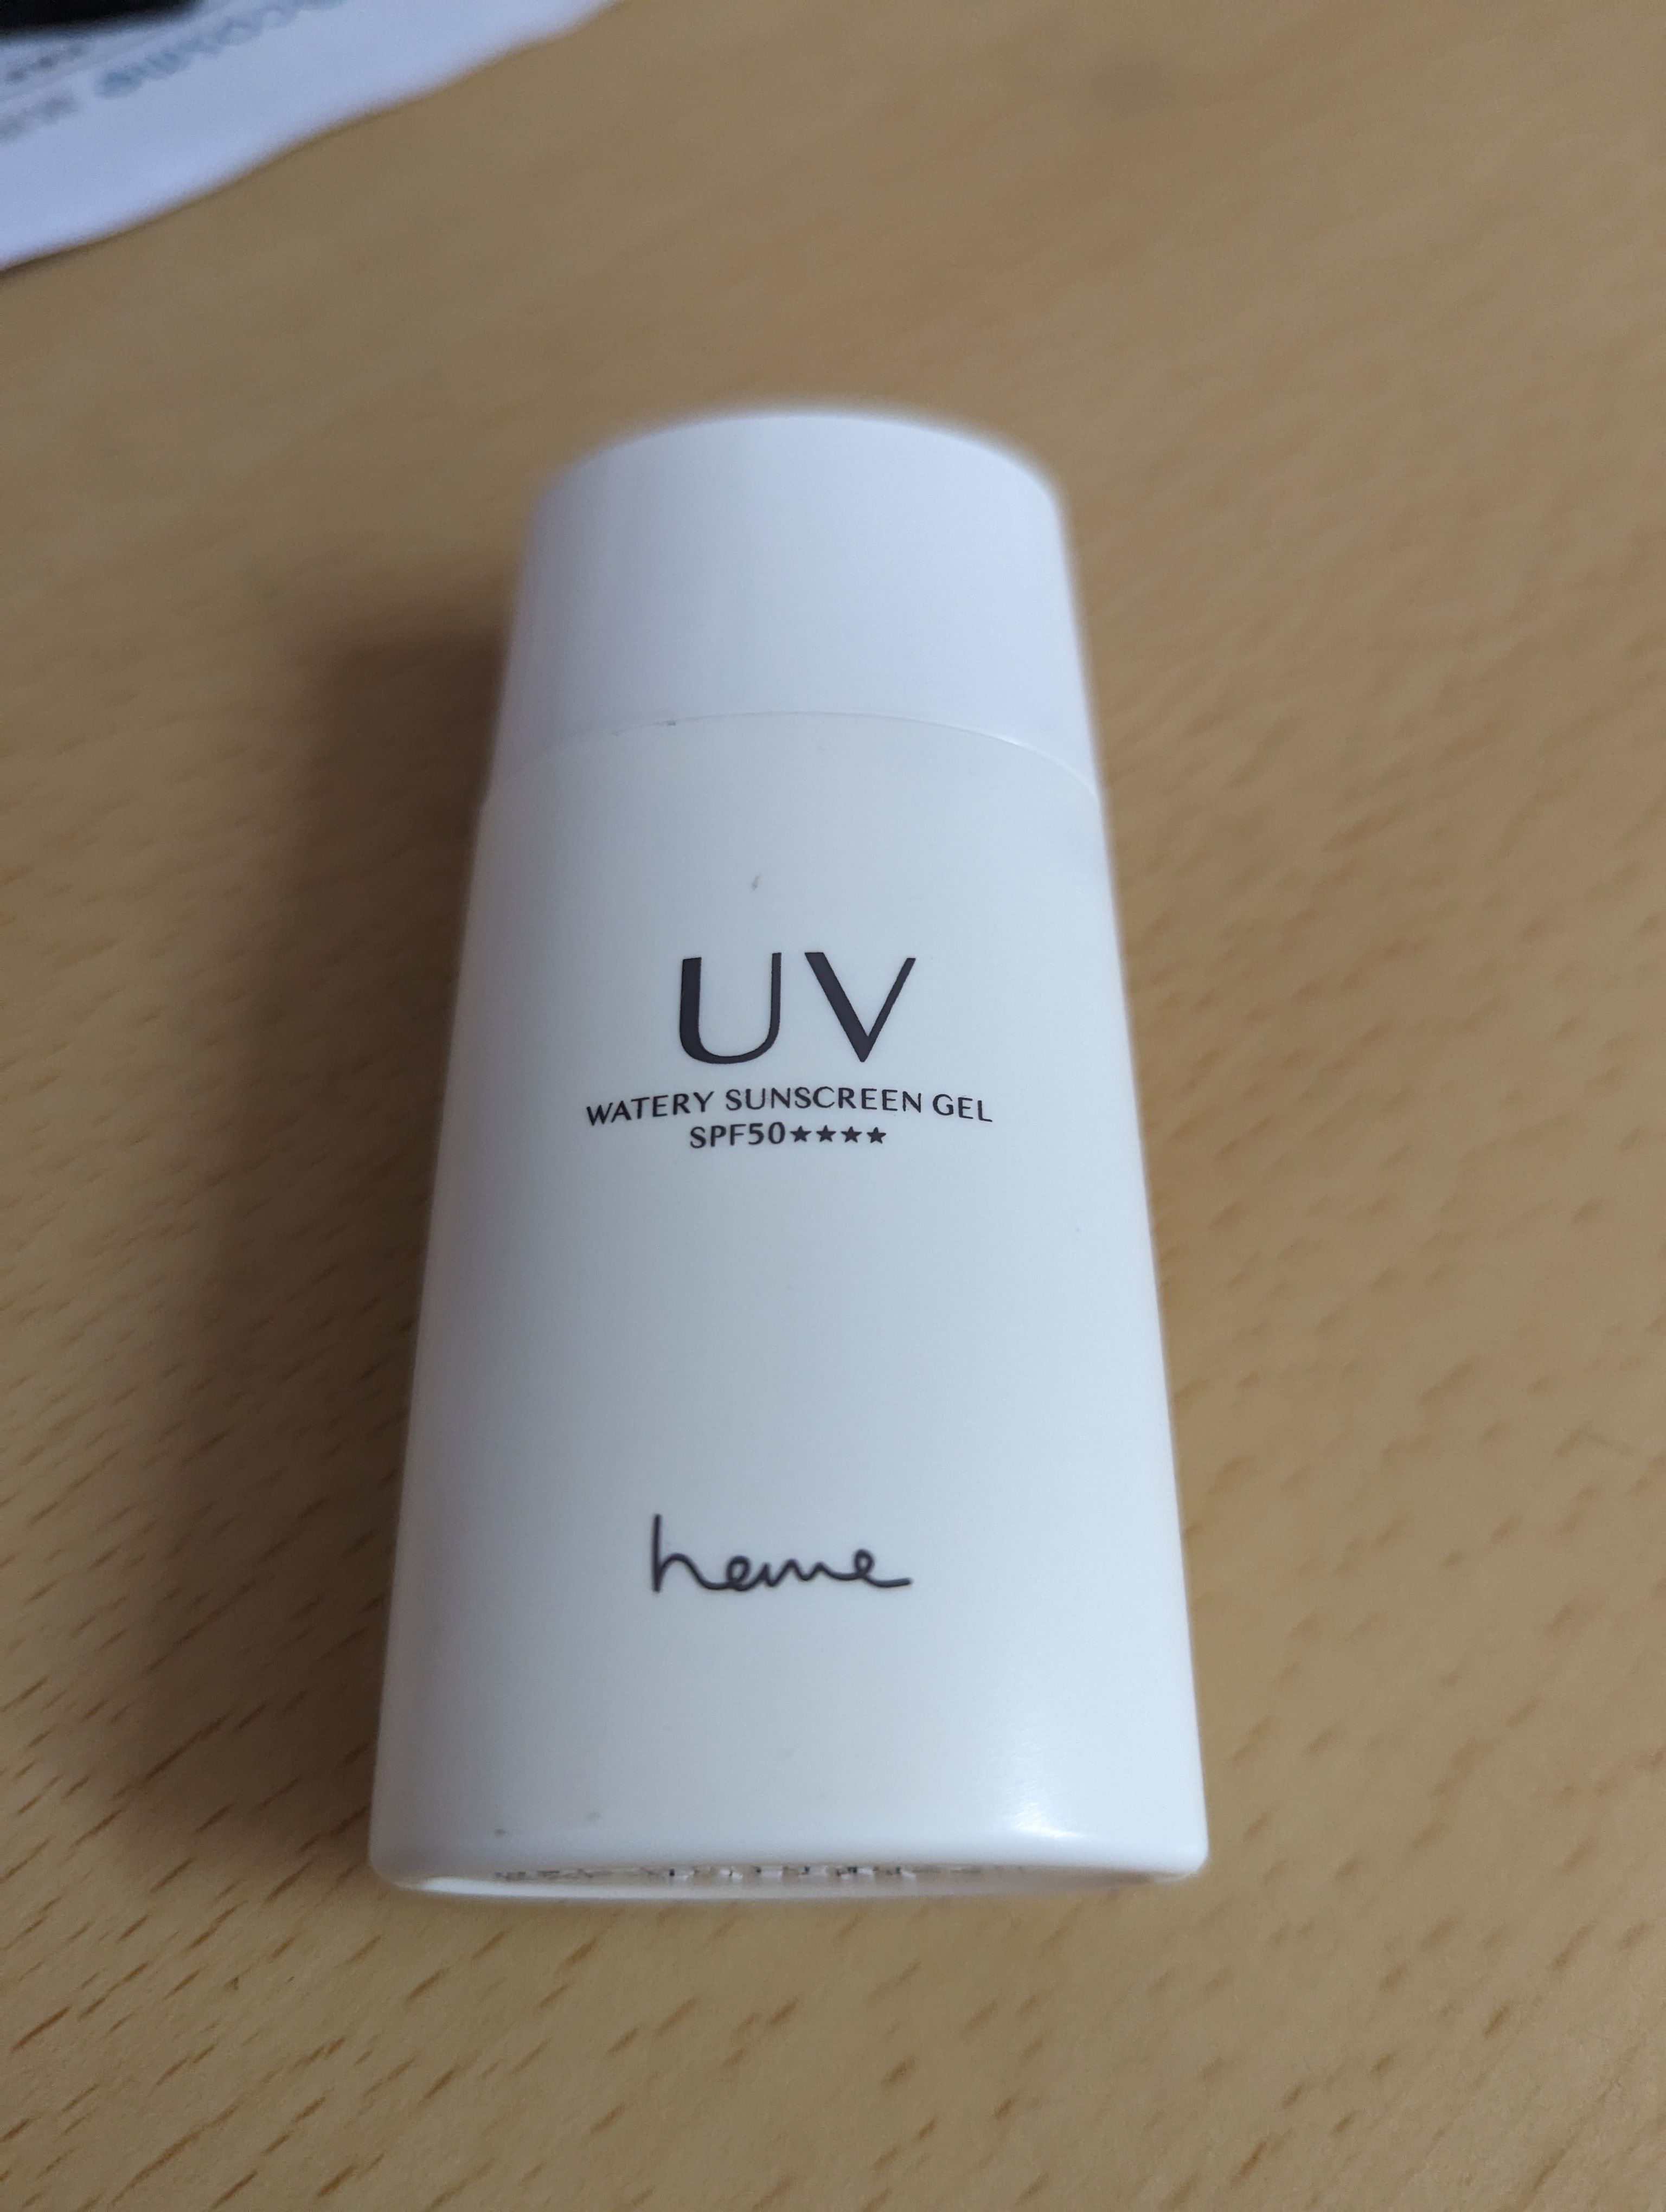 UV
WATERY SUNSCREEN GEL
SPF50★★★★
heme